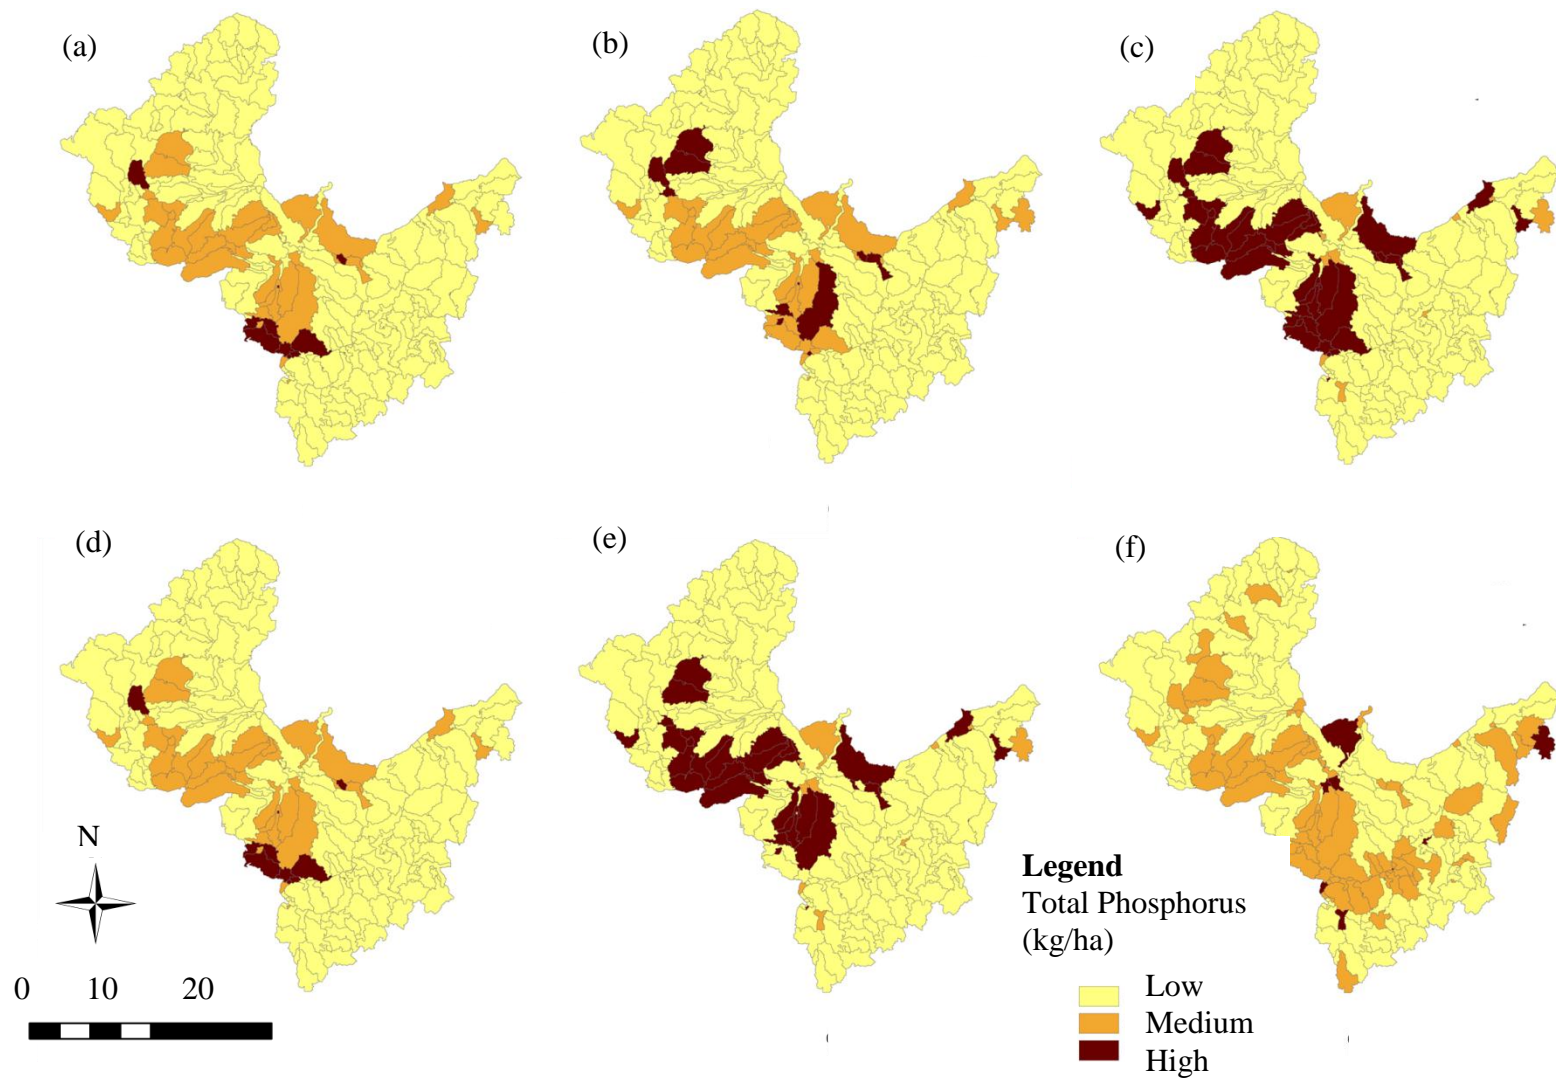 (a)
(b)
(c)
(d)
(e)
(f)
N
0 10 20
Legend
Total Phosphorus
(kg/ha)
Low
Medium
High